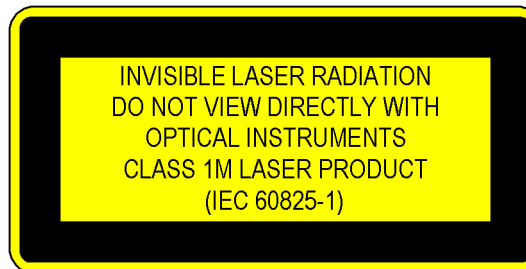 INVISIBLE LASER RADIATION
DO NOT VIEW DIRECTLY WITH
OPTICAL INSTRUMENTS
CLASS 1M LASER PRODUCT
(IEC 60825-1)